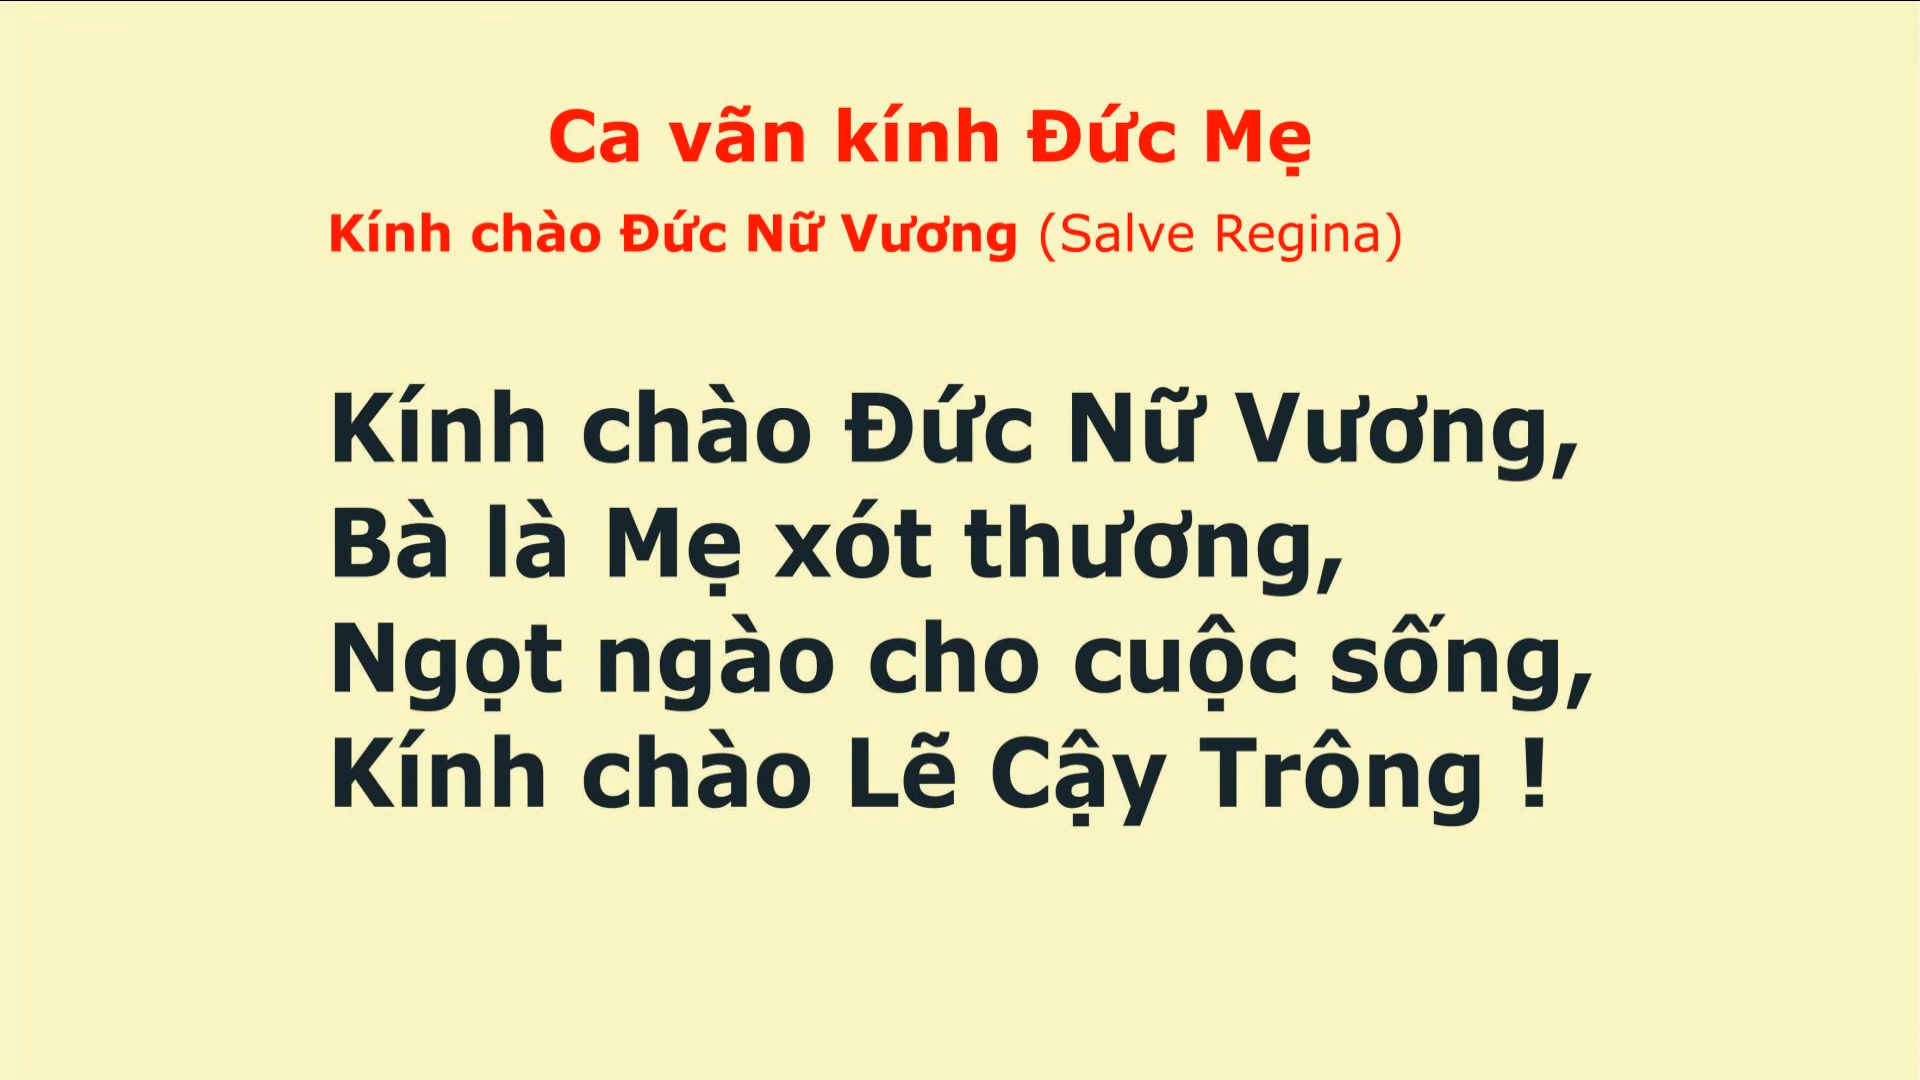 Ca vãn kính Đức Mẹ
Kính chào Đức Nữ Vương (Salve Regina)
Kính chào Đức Nữ Vương,
Bà là Mẹ xót thương,
Ngọt ngào cho cuộc sống,
Kính chào Lẽ Cậy Trông !